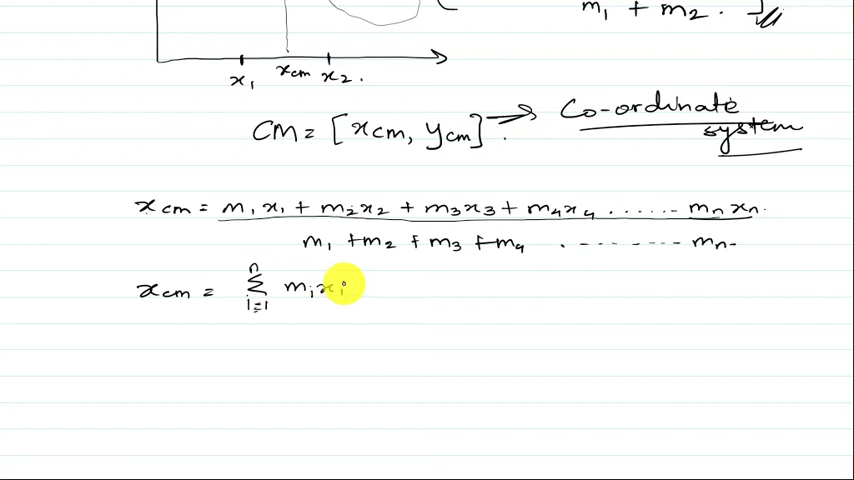 m₁ + m₂.
x₁ xcm x₂.
CM = [xcm, ycm] → Co-ordinate
system
xcm = m₁x₁ + m₂x₂ + m₃x₃ + m₄x₄ ....... mₙxₙ.
m₁ + m₂ + m₃ + m₄ .--------- mₙ-
n
xcm = Σ mᵢxᵢ
i=1